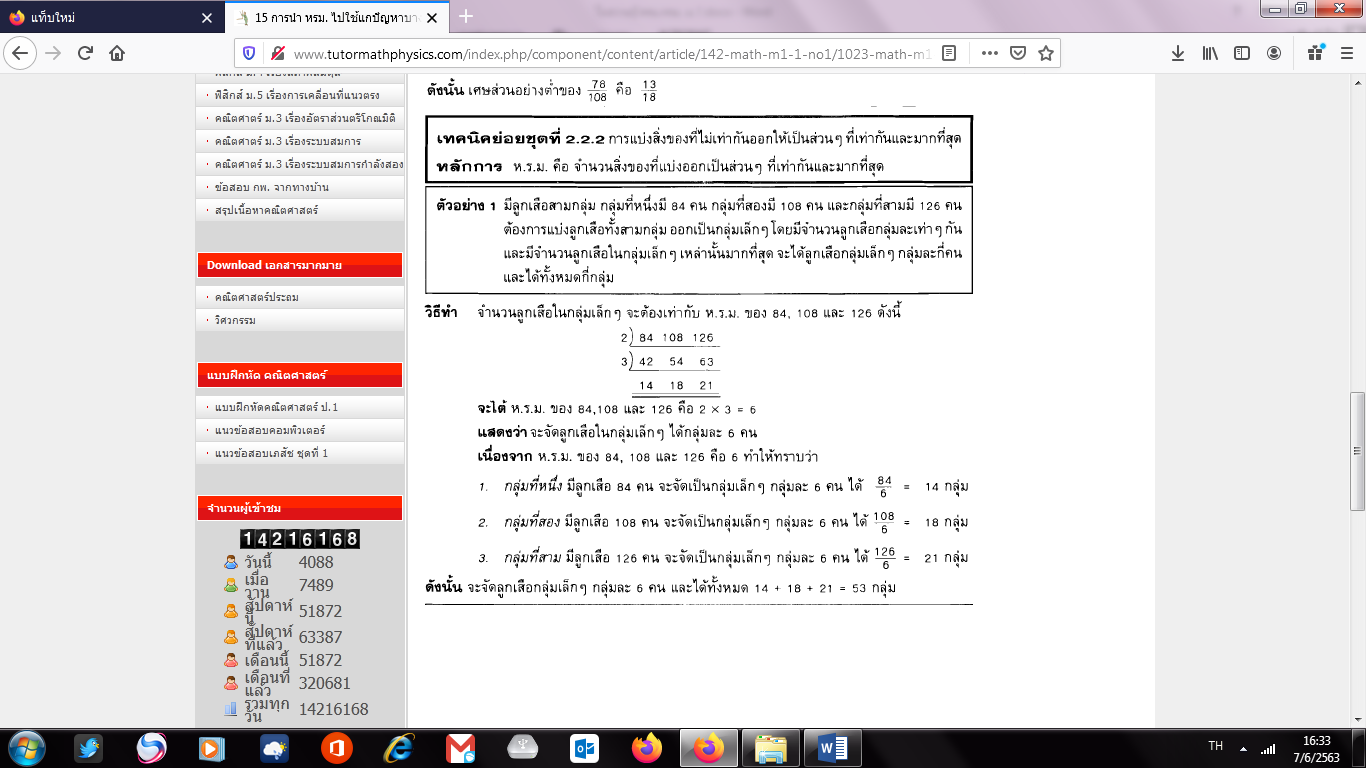 แท็บใหม่
15 การนำ หรม. ไปใช้แก้ปัญหาบา
www.tutormathphysics.com/index.php/component/content/article/142-math-m1-1-no1/1023-math-m1
พิสิกส์ ม.5 เรื่องการเคลื่อนที่แนวตรง
คณิตศาตร์ ม.3 เรื่องอัตราส่วนตรีโกณมิติ
คณิตศาตร์ ม.3 เรื่องระบบสมการ
คณิตศาตร์ ม.3 เรื่องระบบสมการกำลังสอง
ข้อสอบ กพ. จากทางบ้าน
สรุปเนื้อหาคณิตศาสตร์
Download เอกสารมากมาย
คณิตศาสตร์ประถม
วิศวกรรม
แบบฝึกหัด คณิตศาสตร์
แบบฝึกหัดคณิตศาสตร์ ป.1
แนวข้อสอบคอมพิวเตอร์
แนวข้อสอบเภสัช ชุดที่ 1
จำนวนผู้เข้าชม
14216168
วันนี้ 4088
เมื่อวาน 7489
สัปดาห์นี้ 51872
สัปดาห์ที่แล้ว 63387
เดือนนี้ 51872
เดือนที่แล้ว 320681
รวมทุกวัน 14216168
ดังนั้น เศษส่วนอย่างต่ำของ 78/108 คือ 13/18
เทคนิคย่อยชุดที่ 2.2.2 การแบ่งสิ่งของที่ไม่เท่ากันออกให้เป็นส่วนๆ ที่เท่ากันและมากที่สุด
หลักการ ห.ร.ม. คือ จำนวนสิ่งของที่แบ่งออกเป็นส่วนๆ ที่เท่ากันและมากที่สุด
ตัวอย่าง 1 มีลูกเสือสามกลุ่ม กลุ่มที่หนึ่งมี 84 คน กลุ่มที่สองมี 108 คน และกลุ่มที่สามมี 126 คน
ต้องการแบ่งลูกเสือทั้งสามกลุ่ม ออกเป็นกลุ่มเล็กๆ โดยมีจำนวนลูกเสือกลุ่มละเท่าๆ กัน
และมีจำนวนลูกเสือในกลุ่มเล็กๆ เหล่านั้นมากที่สุด จะได้ลูกเสือกลุ่มเล็กๆ กลุ่มละกี่คน
และได้ทั้งหมดกี่กลุ่ม
วิธีทำ จำนวนลูกเสือในกลุ่มเล็กๆ จะต้องเท่ากับ ห.ร.ม. ของ 84, 108 และ 126 ดังนี้
2) 84 108 126
3) 42 54 63
14 18 21
จะได้ ห.ร.ม. ของ 84,108 และ 126 คือ 2 × 3 = 6
แสดงว่า จะจัดลูกเสือในกลุ่มเล็กๆ ได้กลุ่มละ 6 คน
เนื่องจาก ห.ร.ม. ของ 84, 108 และ 126 คือ 6 ทำให้ทราบว่า
1. กลุ่มที่หนึ่ง มีลูกเสือ 84 คน จะจัดเป็นกลุ่มเล็กๆ กลุ่มละ 6 คน ได้ 84/6 = 14 กลุ่ม
2. กลุ่มที่สอง มีลูกเสือ 108 คน จะจัดเป็นกลุ่มเล็กๆ กลุ่มละ 6 คน ได้ 108/6 = 18 กลุ่ม
3. กลุ่มที่สาม มีลูกเสือ 126 คน จะจัดเป็นกลุ่มเล็กๆ กลุ่มละ 6 คน ได้ 126/6 = 21 กลุ่ม
ดังนั้น จะจัดลูกเสือกลุ่มเล็กๆ กลุ่มละ 6 คน และได้ทั้งหมด 14 + 18 + 21 = 53 กลุ่ม
TH
16:33
7/6/2563